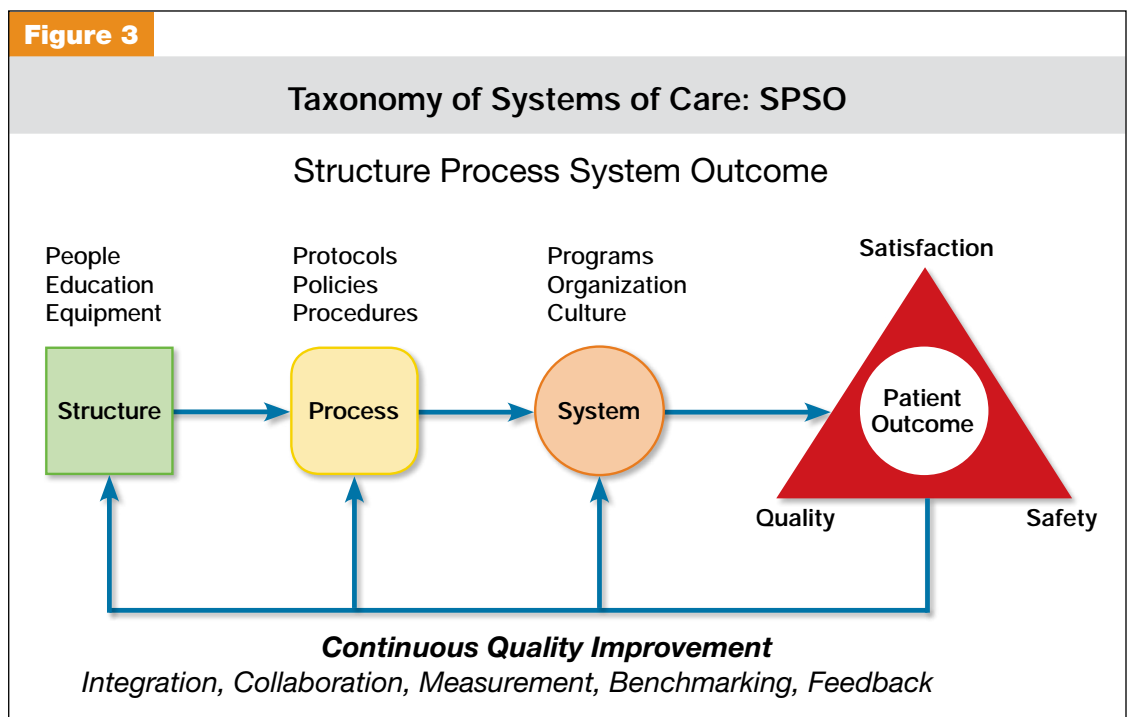 Figure 3
Taxonomy of Systems of Care: SPSO
Structure Process System Outcome
People
Education
Equipment
Protocols
Policies
Procedures
Programs
Organization
Culture
Satisfaction
Structure
Process
System
Patient
Outcome
Quality
Safety
Continuous Quality Improvement
Integration, Collaboration, Measurement, Benchmarking, Feedback